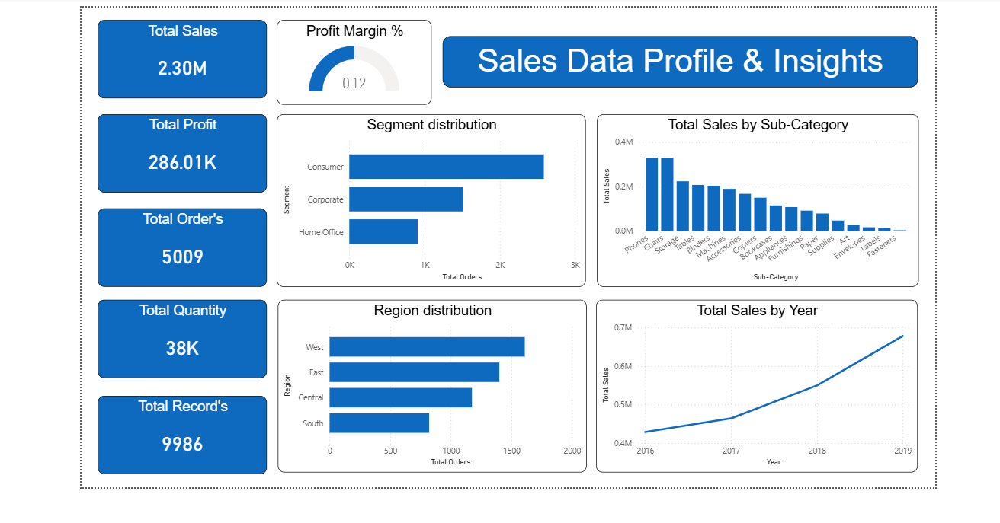 Total Sales
2.30M
Profit Margin %
0.12
Sales Data Profile & Insights
Total Profit
286.01K
Total Order's
5009
Total Quantity
38K
Total Record's
9986
Segment distribution
Segment
Consumer
Corporate
Home Office
0K 1K 2K 3K
Total Orders
Total Sales by Sub-Category
Total Sales
0.4M
0.2M
0.0M
Phones
Chairs
Storage
Tables
Binders
Machines
Accessories
Copiers
Bookcases
Appliances
Furnishings
Paper
Supplies
Art
Envelopes
Labels
Fasteners
Sub-Category
Region distribution
Region
West
East
Central
South
0 500 1000 1500 2000
Total Orders
Total Sales by Year
Total Sales
0.7M
0.6M
0.5M
0.4M
2016 2017 2018 2019
Year